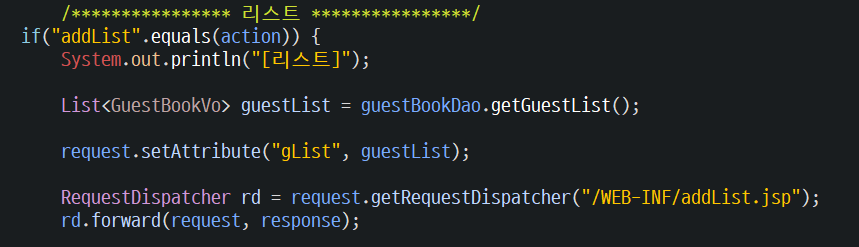 /*************** 리스트 ***************/
if("addList".equals(action)) {
System.out.println("[리스트]");
List<GuestBookVo> guestList = guestBookDao.getGuestList();
request.setAttribute("gList", guestList);
RequestDispatcher rd = request.getRequestDispatcher("/WEB-INF/addList.jsp");
rd.forward(request, response);